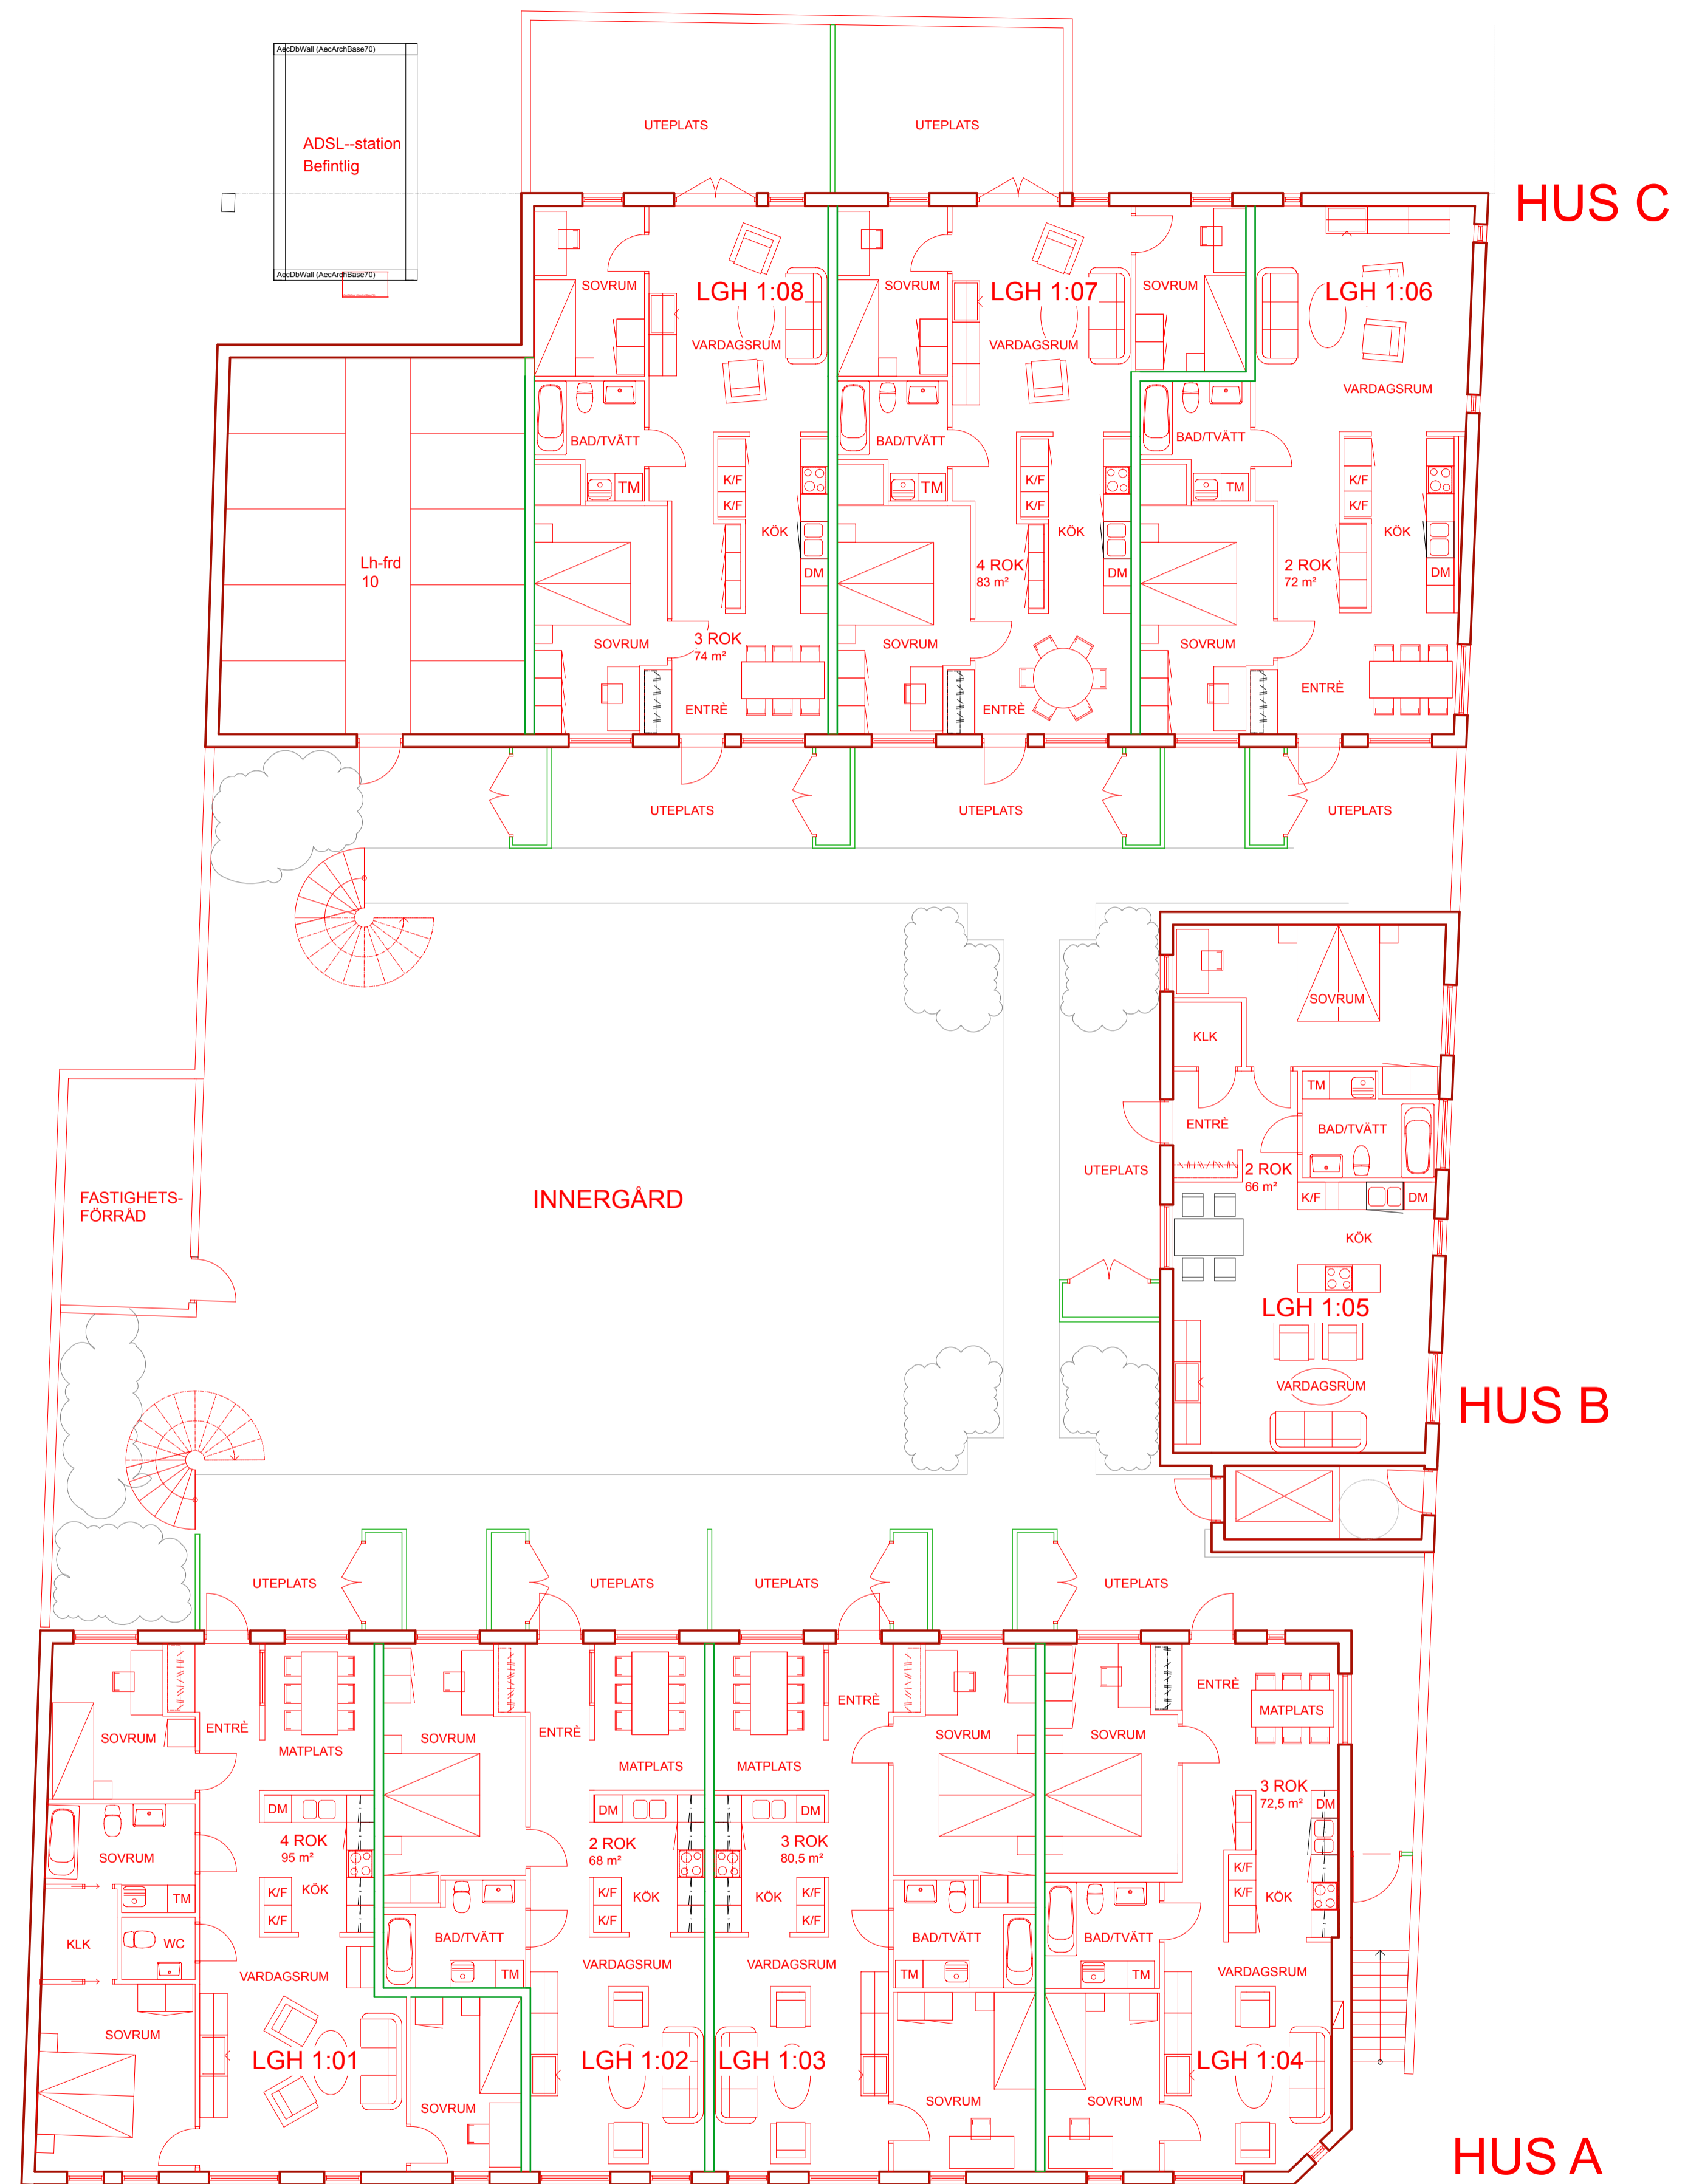 AecDbWall (AecArchBase70)
ADSL--station
Befintlig
AecDbWall (AecArchBase70)
UTEPLATS
UTEPLATS
HUS C
SOVRUM
LGH 1:08
VARDAGSRUM
SOVRUM
LGH 1:07
VARDAGSRUM
SOVRUM
LGH 1:06
VARDAGSRUM
BAD/TVÄTT
BAD/TVÄTT
BAD/TVÄTT
TM
K/F
K/F
TM
K/F
K/F
TM
K/F
K/F
KÖK
KÖK
KÖK
Lh-frd
10
DM
4 ROK
83 m²
DM
2 ROK
72 m²
DM
SOVRUM
3 ROK
74 m²
SOVRUM
SOVRUM
ENTRÈ
ENTRÈ
ENTRÈ
UTEPLATS
UTEPLATS
UTEPLATS
SOVRUM
KLK
TM
ENTRÈ
BAD/TVÄTT
UTEPLATS
2 ROK
66 m²
K/F
DM
FASTIGHETS-
FÖRRÅD
INNERGÅRD
KÖK
LGH 1:05
VARDAGSRUM
HUS B
UTEPLATS
UTEPLATS
UTEPLATS
UTEPLATS
ENTRÈ
SOVRUM
ENTRÈ
MATPLATS
SOVRUM
ENTRÈ
MATPLATS
ENTRÈ
MATPLATS
SOVRUM
SOVRUM
MATPLATS
DM
DM
DM
3 ROK
72,5 m²
DM
4 ROK
95 m²
2 ROK
68 m²
3 ROK
80,5 m²
SOVRUM
TM
K/F
K/F
KÖK
K/F
K/F
KÖK
KÖK
K/F
K/F
K/F
K/F
KÖK
KLK
WC
BAD/TVÄTT
BAD/TVÄTT
BAD/TVÄTT
VARDAGSRUM
TM
VARDAGSRUM
VARDAGSRUM
TM
TM
VARDAGSRUM
SOVRUM
LGH 1:01
LGH 1:02
LGH 1:03
LGH 1:04
SOVRUM
SOVRUM
SOVRUM
HUS A